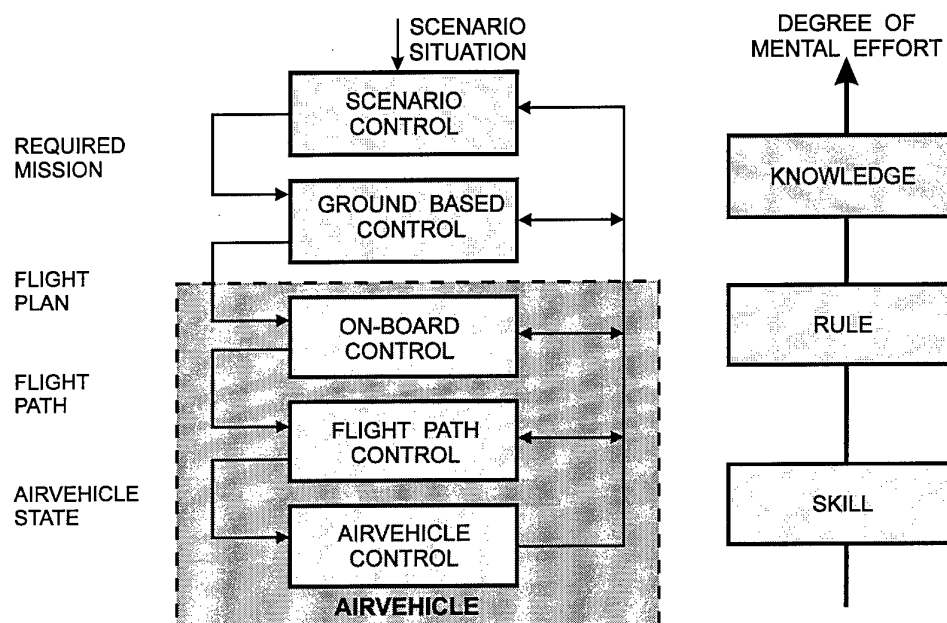 SCENARIO
SITUATION
SCENARIO
CONTROL
REQUIRED
MISSION
GROUND BASED
CONTROL
FLIGHT
PLAN
ON-BOARD
CONTROL
FLIGHT
PATH
FLIGHT PATH
CONTROL
AIRVEHICLE
STATE
AIRVEHICLE
CONTROL
AIRVEHICLE
DEGREE OF
MENTAL EFFORT
KNOWLEDGE
RULE
SKILL